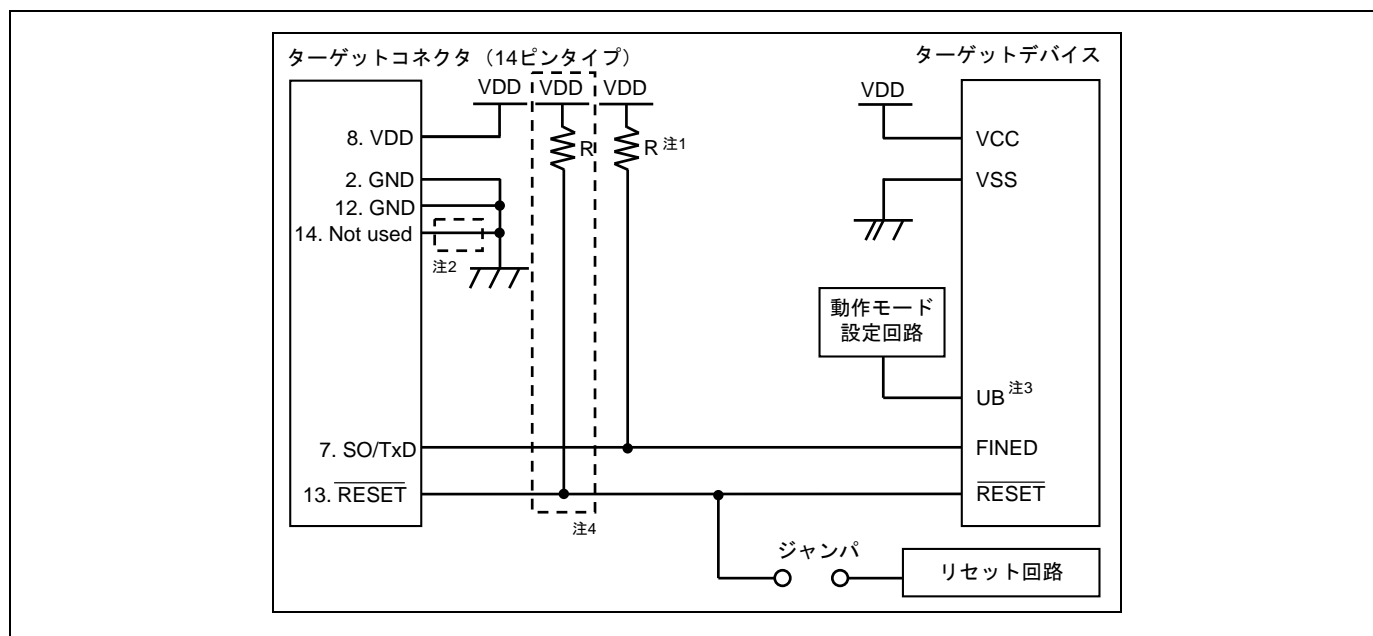 ターゲットコネクタ（14ピンタイプ）
ターゲットデバイス
VDD
VDD
VDD
VDD
8. VDD
R
R 注1
VCC
2. GND
VSS
12. GND
14. Not used
注2
動作モード
設定回路
UB 注3
7. SO/TxD
FINED
13. RESET
RESET
注4
ジャンパ
リセット回路